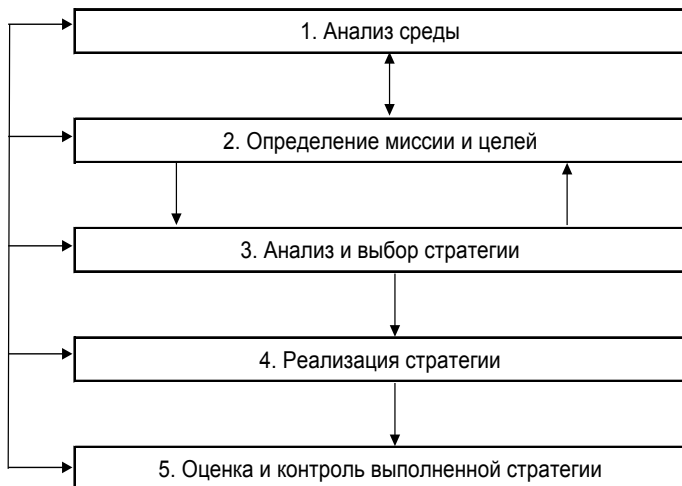 1. Анализ среды
2. Определение миссии и целей
3. Анализ и выбор стратегии
4. Реализация стратегии
5. Оценка и контроль выполненной стратегии